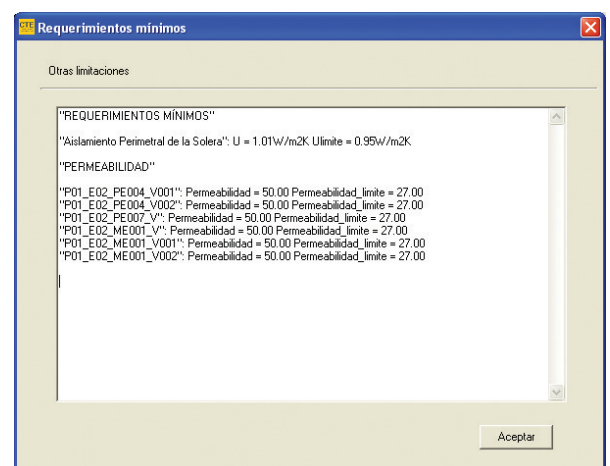 CTE
Requerimientos mínimos
Otras limitaciones
"REQUERIMIENTOS MÍNIMOS"
"Aislamiento Perimetral de la Solera": U = 1.01W/m2K Ulimite = 0.95W/m2K
"PERMEABILIDAD"
"P01_E02_PE004_V001": Permeabilidad = 50.00 Permeabilidad_limite = 27.00
"P01_E02_PE004_V002": Permeabilidad = 50.00 Permeabilidad_limite = 27.00
"P01_E02_PE007_V": Permeabilidad = 50.00 Permeabilidad_limite = 27.00
"P01_E02_ME001_V": Permeabilidad = 50.00 Permeabilidad_limite = 27.00
"P01_E02_ME001_V001": Permeabilidad = 50.00 Permeabilidad_limite = 27.00
"P01_E02_ME001_V002": Permeabilidad = 50.00 Permeabilidad_limite = 27.00
Aceptar